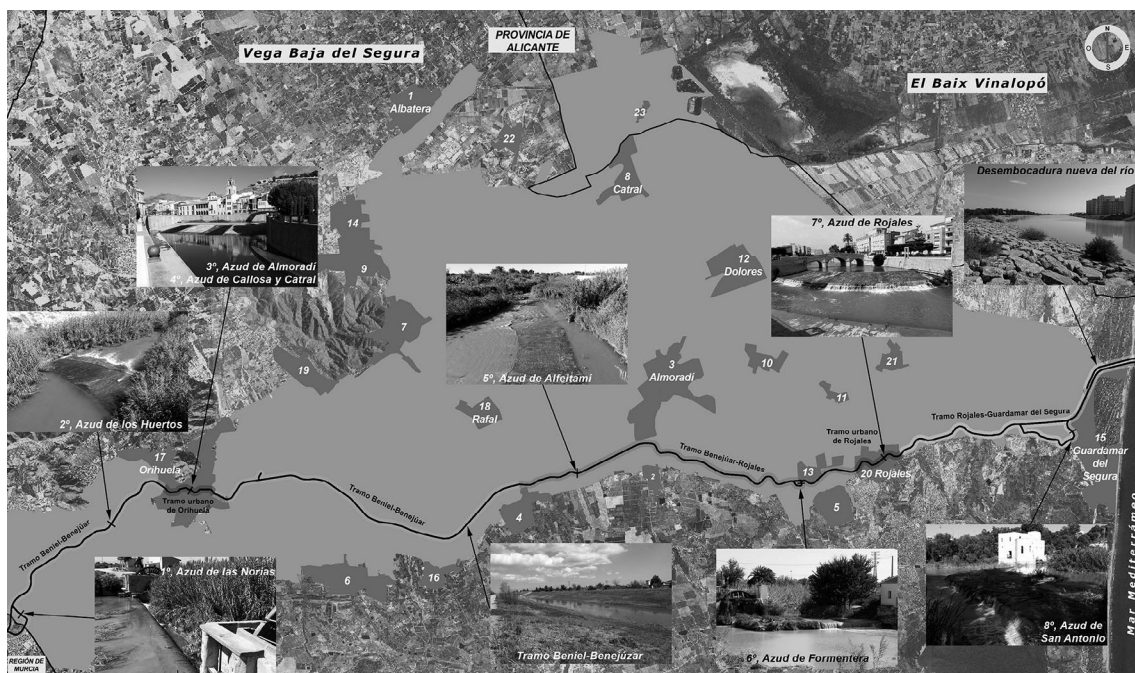 Vega Baja del Segura
PROVINCIA DE
ALICANTE
El Baix Vinalopó
N
O
E
S
1
Albatera
22
23
8
Catral
Desembocadura nueva del río
7º, Azud de Rojales
14
9
3º, Azud de Almoradí
4º, Azud de Callosa y Catral
12
Dolores
7
19
5º, Azud de Alfeitamí
3
Almoradí
10
21
11
18
Rafal
2º, Azud de los Huertos
17
Orihuela
Tramo urbano
de Orihuela
Tramo Beniel-Benejúzar
Tramo Benejúzar-Rojales
Tramo urbano
de Rojales
Tramo Rojales-Guardamar del Segura
15
Guardamar
del
Segura
13
20 Rojales
2
4
5
Tramo Beniel-Benejúzar
1º, Azud de las Norias
6
16
Tramo Beniel-Benejúzar
6º, Azud de Formentera
8º, Azud de
San Antonio
Mar Mediterráneo
REGIÓN DE
MURCIA